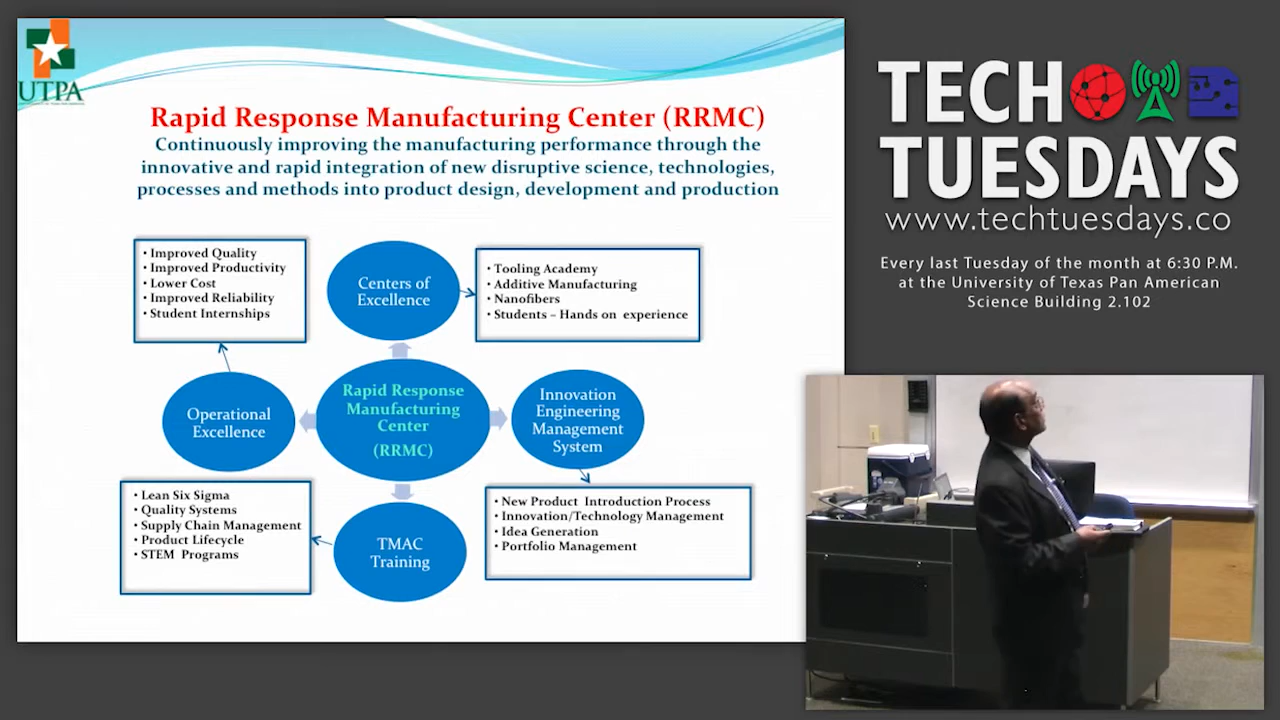 UTPA
Rapid Response Manufacturing Center (RRMC)
Continuously improving the manufacturing performance through the
innovative and rapid integration of new disruptive science, technologies,
processes and methods into product design, development and production
• Improved Quality
• Improved Productivity
• Lower Cost
• Improved Reliability
• Student Internships
Centers of
Excellence
• Tooling Academy
• Additive Manufacturing
• Nanofibers
• Students – Hands on experience
Operational
Excellence
Rapid Response
Manufacturing
Center
(RRMC)
Innovation
Engineering
Management
System
• Lean Six Sigma
• Quality Systems
• Supply Chain Management
• Product Lifecycle
• STEM Programs
TMAC
Training
• New Product Introduction Process
• Innovation/Technology Management
• Idea Generation
• Portfolio Management
TECH
TUESDAYS
www.techtuesdays.co
Every last Tuesday of the month at 6:30 P.M.
at the University of Texas Pan American
Science Building 2.102